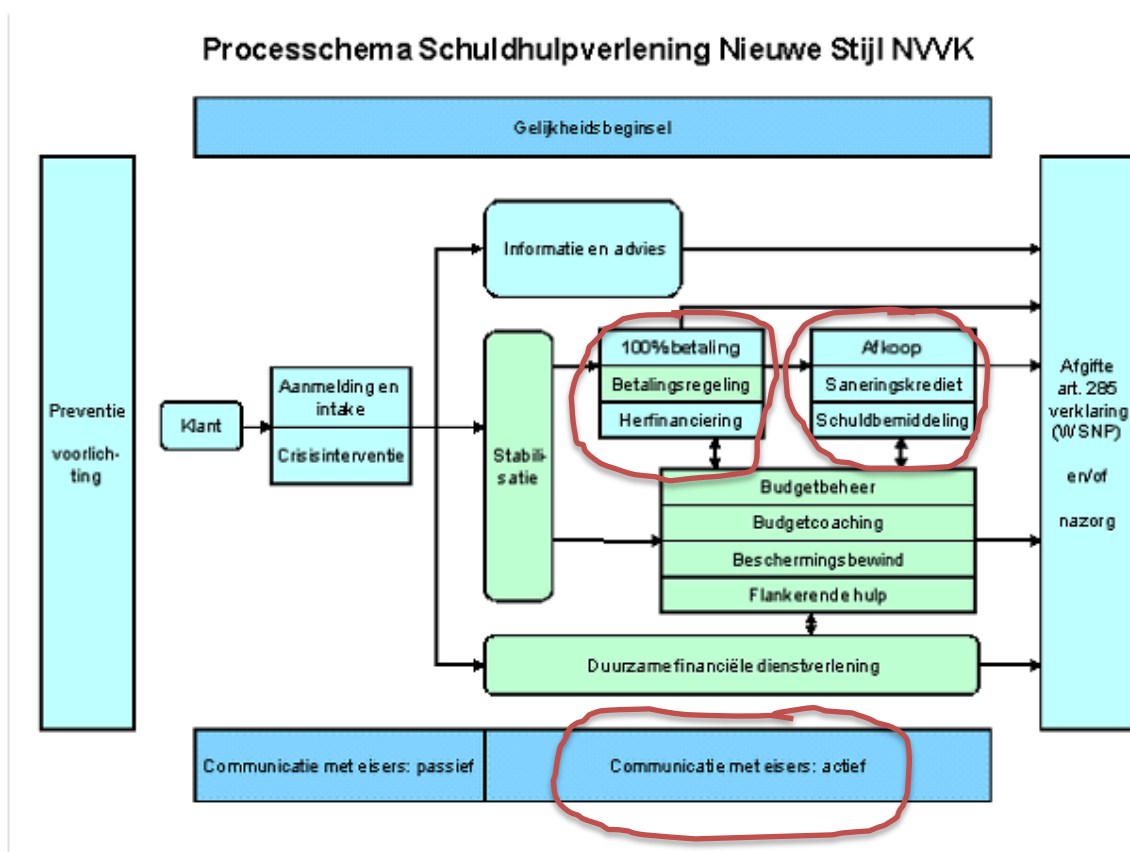 Processchema Schuldhulpverlening Nieuwe Stijl NVVK
Gelijkheidsbeginsel
Preventie
voorlich-
ting
Klant
Aanmelding en
intake
Crisisinterventie
Informatie en advies
Stabili-
satie
100% betaling
Betalingsregeling
Herfinanciering
Afkoop
Saneringskrediet
Schuldbemiddeling
Budgetbeheer
Budgetcoaching
Beschermingsbewind
Flankerende hulp
Duurzame financiële dienstverlening
Afgifte
art. 285
verklaring
(WSNP)
en/of
nazorg
Communicatie met eisers: passief
Communicatie met eisers: actief